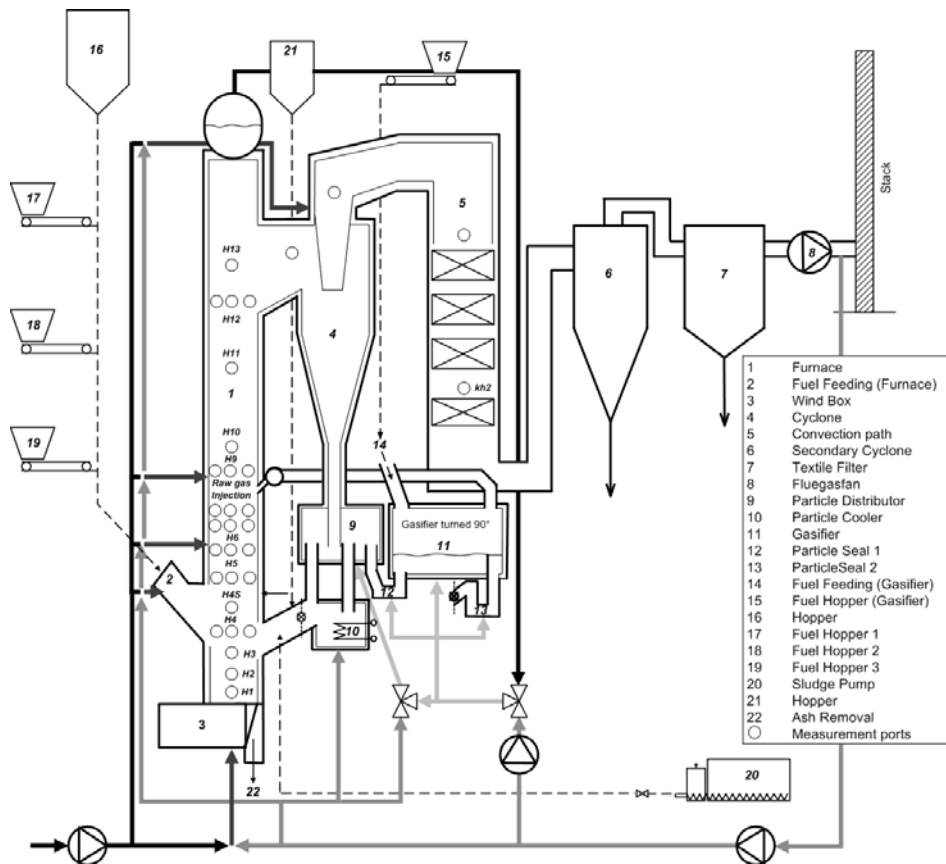 16
21
15
17
5
Stack
H13
8
6
7
H12
18
4
H11
1
kh2
19
H10
H9
14
Raw gas
Injection
9
Gasifier turned 90°
11
H6
2
H5
12
13
H4S
H4
10
H3
H2
H1
3
22
20
1 Furnace
2 Fuel Feeding (Furnace)
3 Wind Box
4 Cyclone
5 Convection path
6 Secondary Cyclone
7 Textile Filter
8 Fluegasfan
9 Particle Distributor
10 Particle Cooler
11 Gasifier
12 Particle Seal 1
13 ParticleSeal 2
14 Fuel Feeding (Gasifier)
15 Fuel Hopper (Gasifier)
16 Hopper
17 Fuel Hopper 1
18 Fuel Hopper 2
19 Fuel Hopper 3
20 Sludge Pump
21 Hopper
22 Ash Removal
Measurement ports